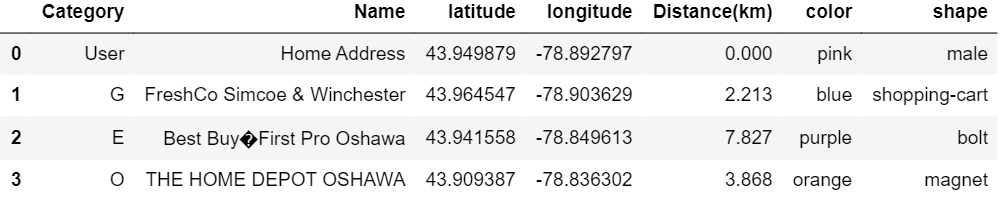 Category Name latitude longitude Distance(km) color shape
0 User Home Address 43.949879 -78.892797 0.000 pink male
1 G FreshCo Simcoe & Winchester 43.964547 -78.903629 2.213 blue shopping-cart
2 E Best Buy�First Pro Oshawa 43.941558 -78.849613 7.827 purple bolt
3 O THE HOME DEPOT OSHAWA 43.909387 -78.836302 3.868 orange magnet